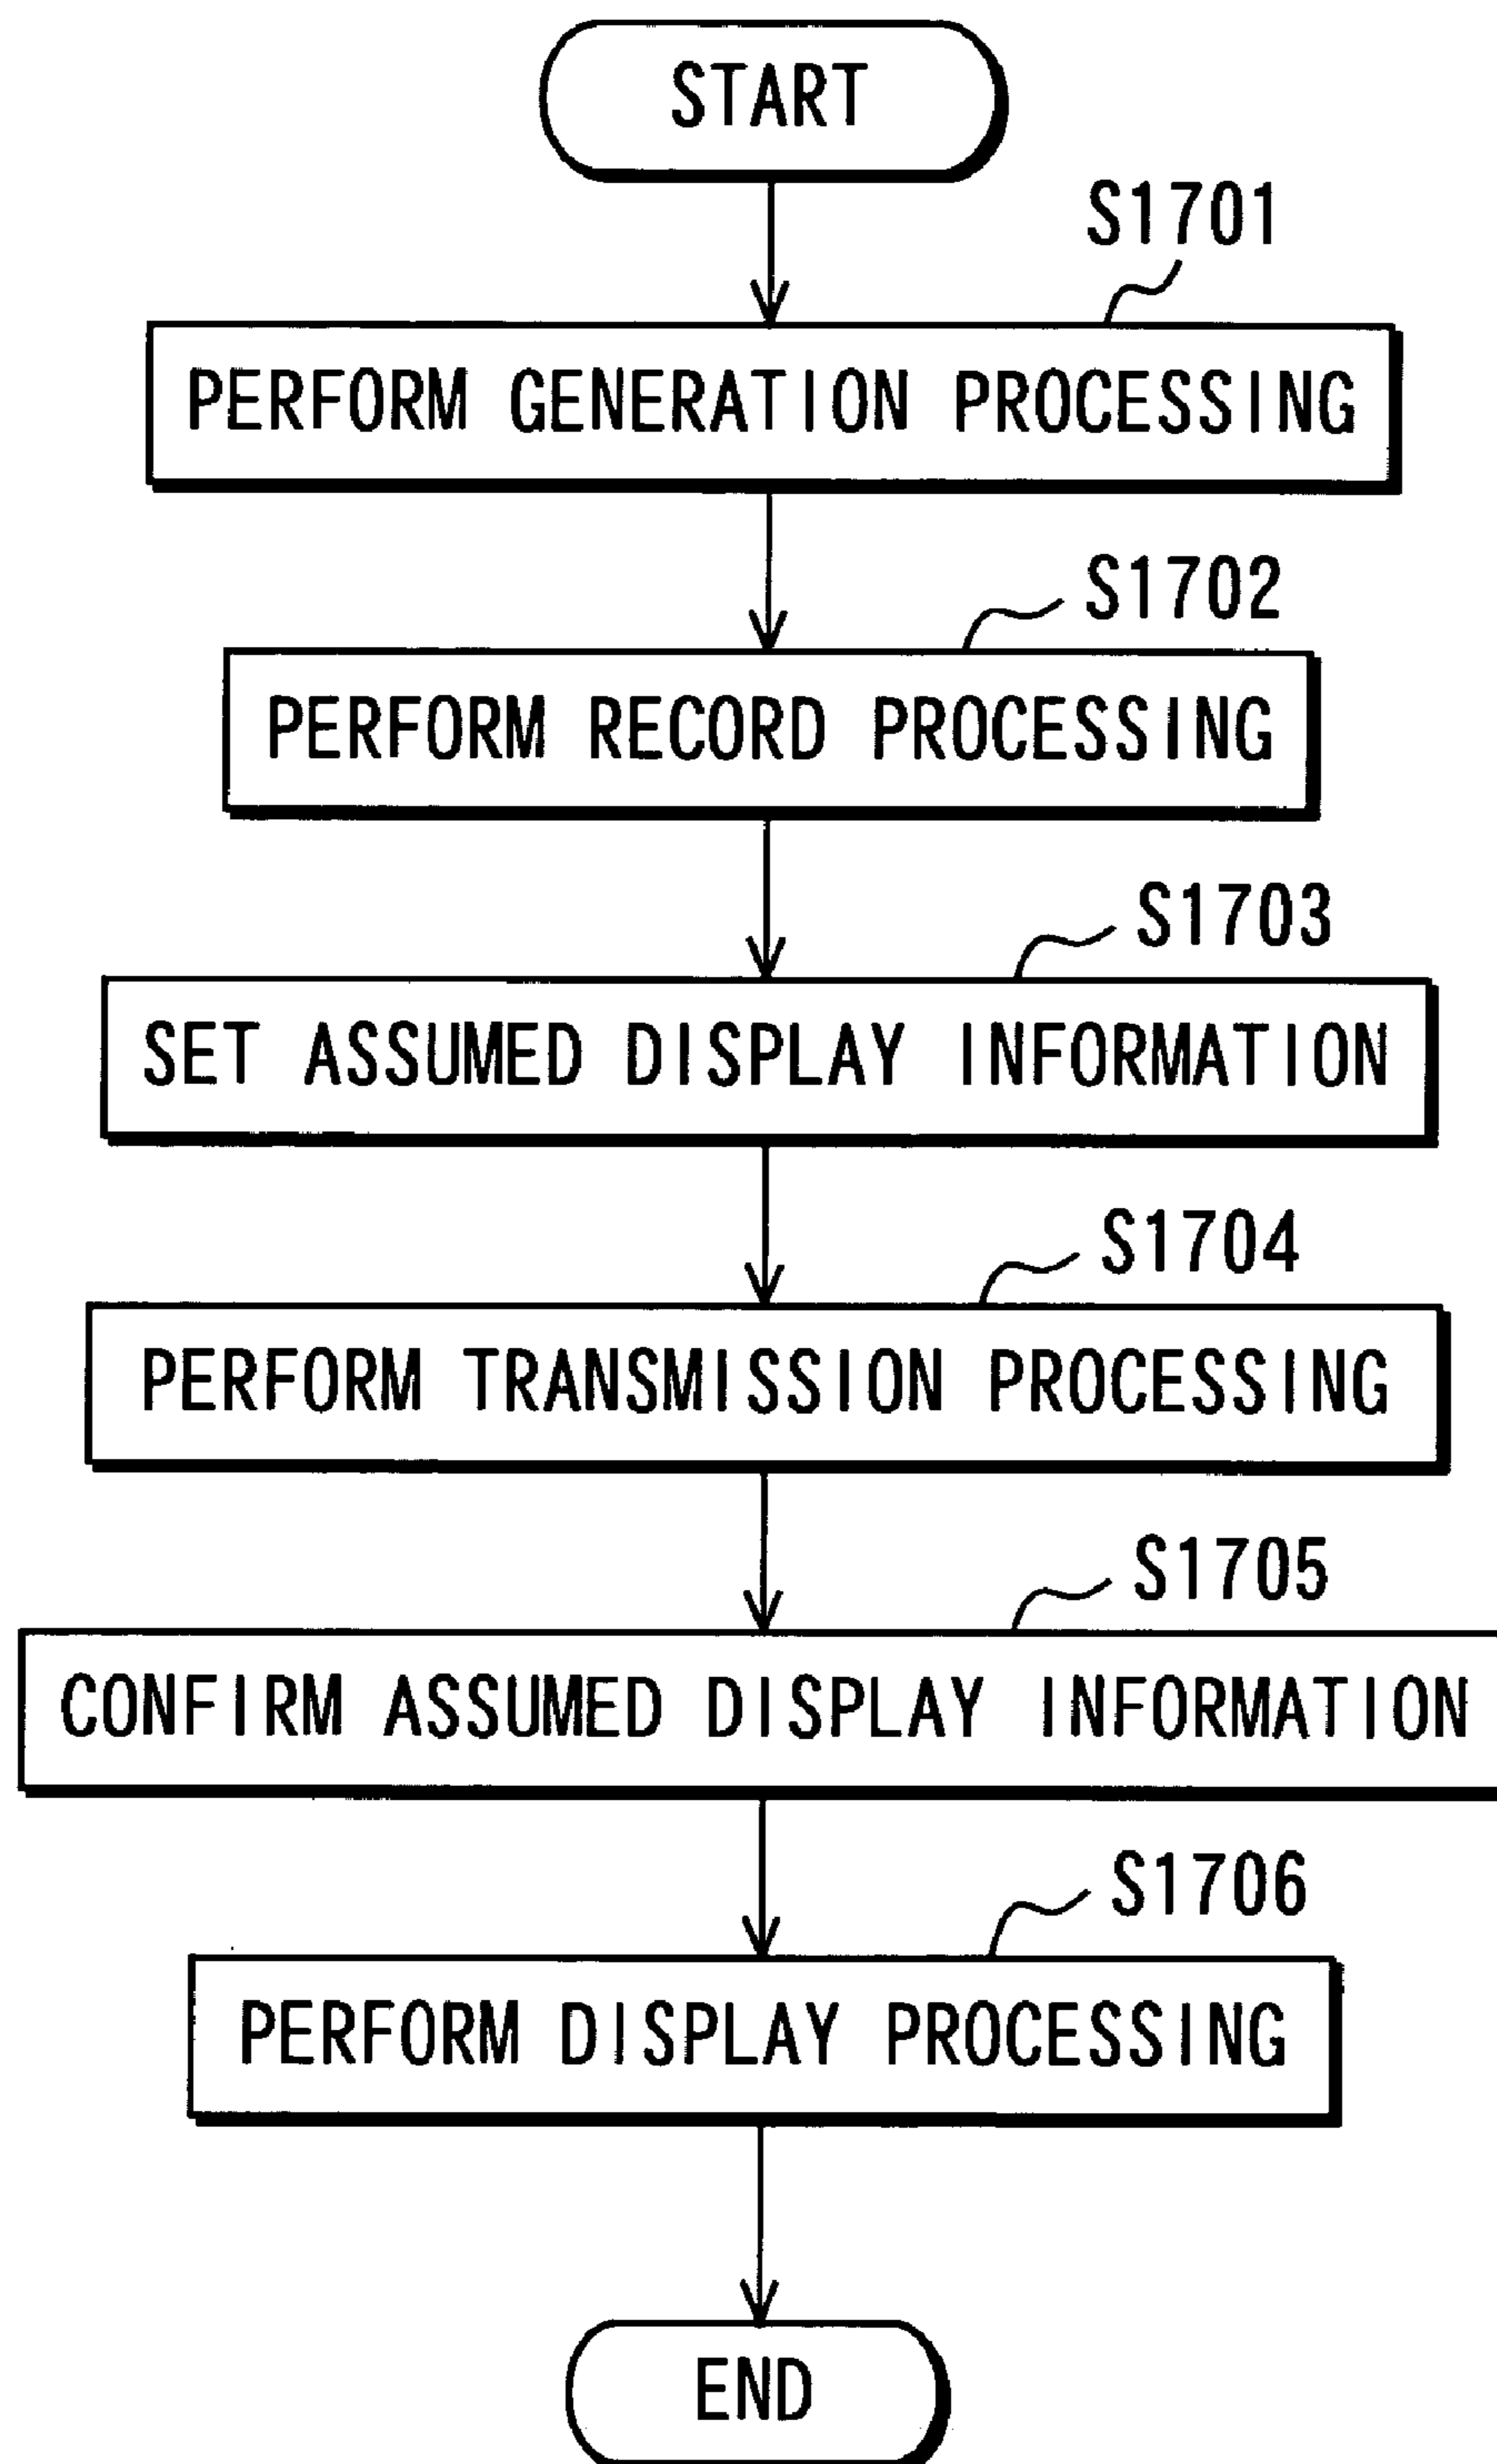 START
S1701
PERFORM GENERATION PROCESSING
S1702
PERFORM RECORD PROCESSING
S1703
SET ASSUMED DISPLAY INFORMATION
S1704
PERFORM TRANSMISSION PROCESSING
S1705
CONFIRM ASSUMED DISPLAY INFORMATION
S1706
PERFORM DISPLAY PROCESSING
END